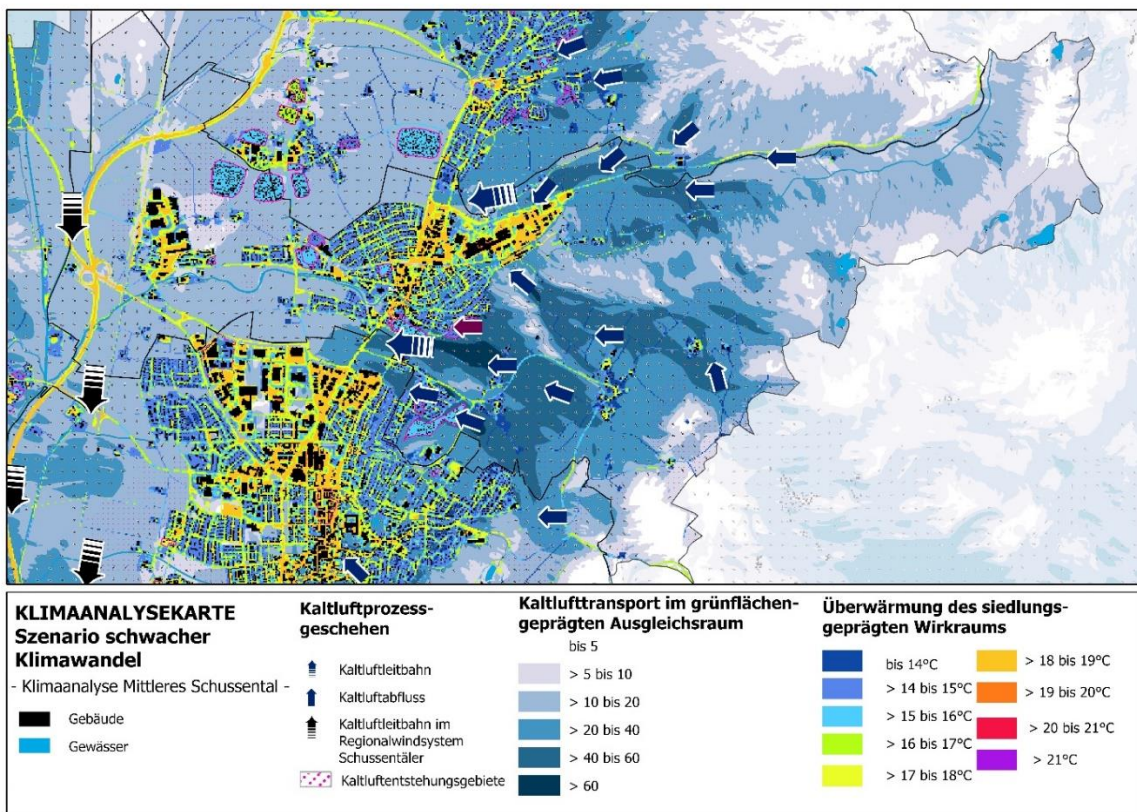 KLIMAANALYSEKARTE
Szenario schwacher
Klimawandel
- Klimaanalyse Mittleres Schussental -
Gebäude
Gewässer
Kaltluftprozess-
geschehen
Kaltluftleitbahn
Kaltluftabfluss
Kaltluftleitbahn im
Regionalwindsystem
Schussentäler
Kaltluftentstehungsgebiete
Kaltlufttransport im grünflächen-
geprägten Ausgleichsraum
bis 5
> 5 bis 10
> 10 bis 20
> 20 bis 40
> 40 bis 60
> 60
Überwärmung des siedlungs-
geprägten Wirkraums
bis 14°C
> 14 bis 15°C
> 15 bis 16°C
> 16 bis 17°C
> 17 bis 18°C
> 18 bis 19°C
> 19 bis 20°C
> 20 bis 21°C
> 21°C